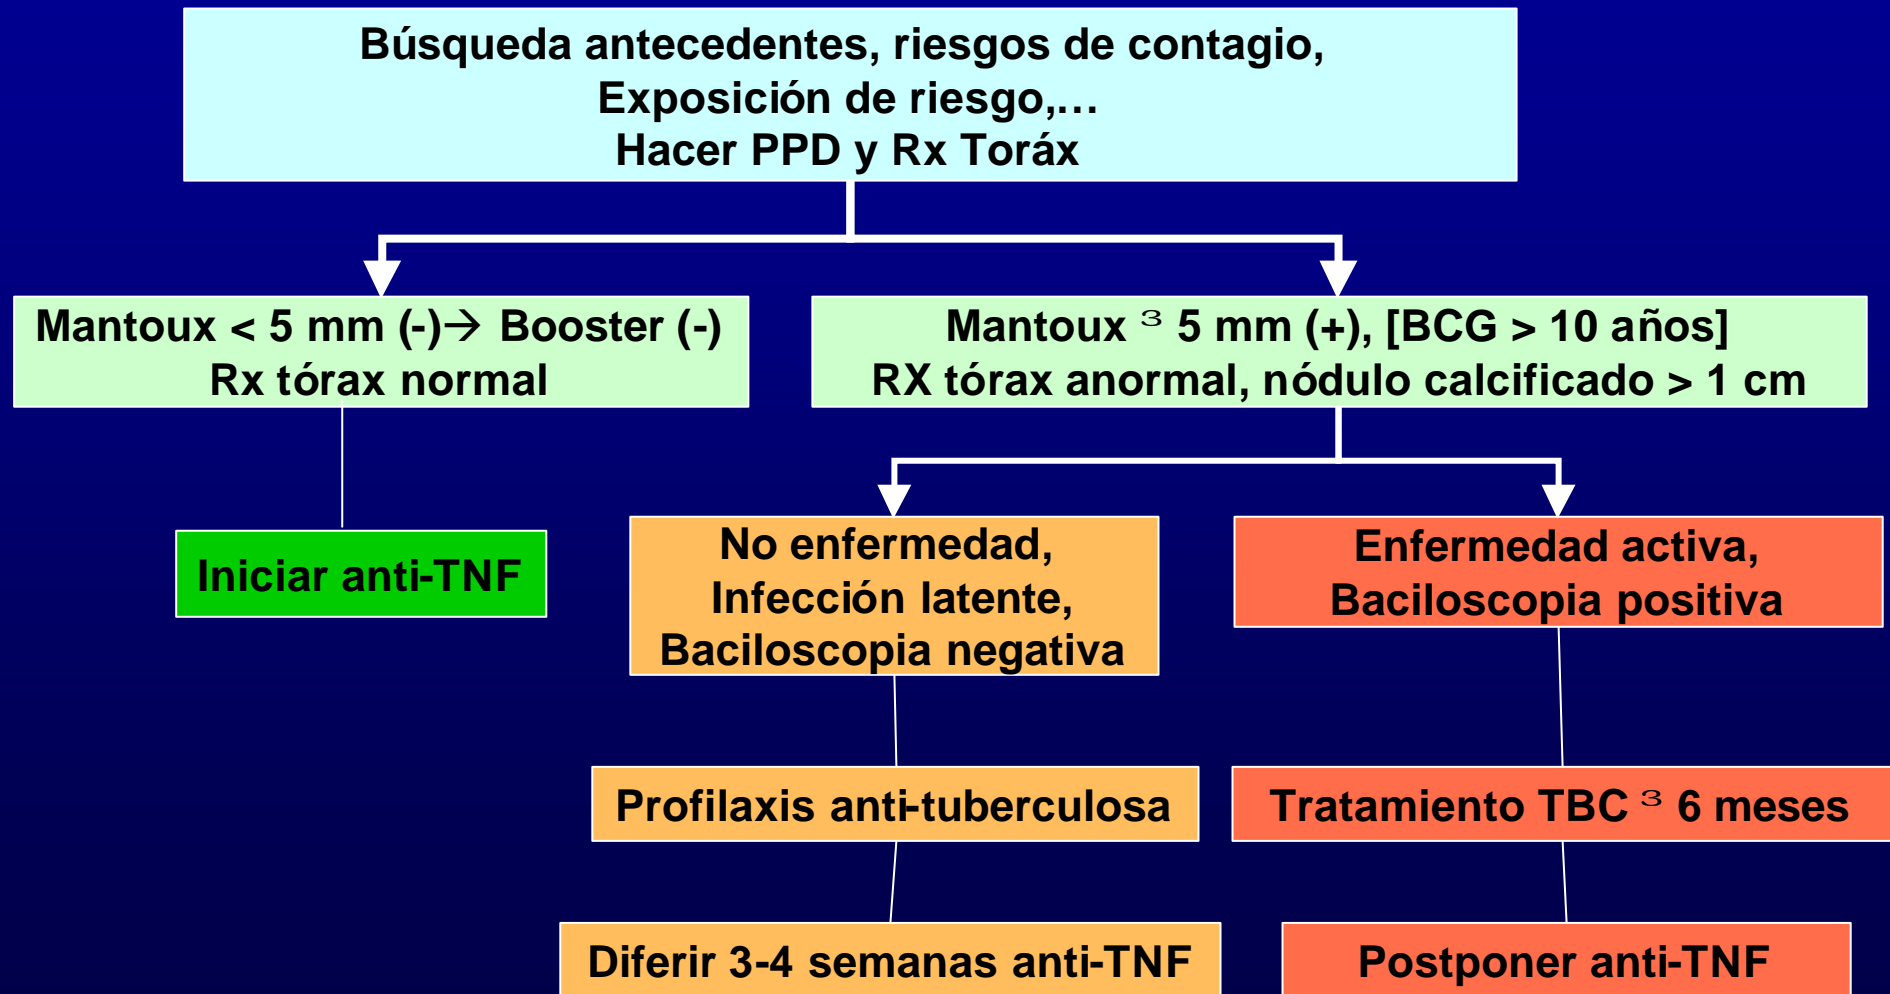 Búsqueda antecedentes, riesgos de contagio,
Exposición de riesgo,...
Hacer PPD y Rx Toráx
Mantoux < 5 mm (-)→ Booster (-)
Rx tórax normal
Mantoux ³ 5 mm (+), [BCG > 10 años]
RX tórax anormal, nódulo calcificado > 1 cm
Iniciar anti-TNF
No enfermedad,
Infección latente,
Baciloscopia negativa
Enfermedad activa,
Baciloscopia positiva
Profilaxis anti-tuberculosa
Tratamiento TBC ³ 6 meses
Diferir 3-4 semanas anti-TNF
Postponer anti-TNF